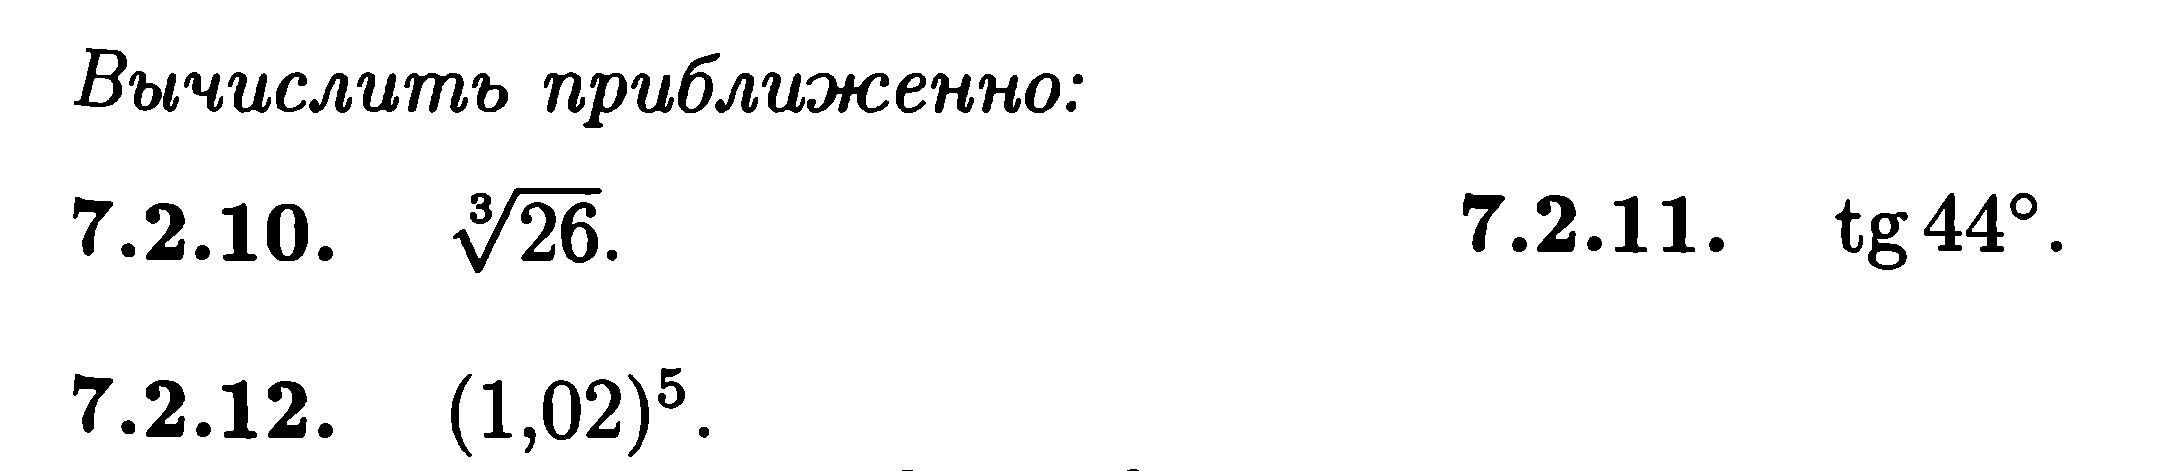 Вычислить приближенно:
7.2.10. ∛26. 7.2.11. tg 44°.
7.2.12. (1,02)⁵.